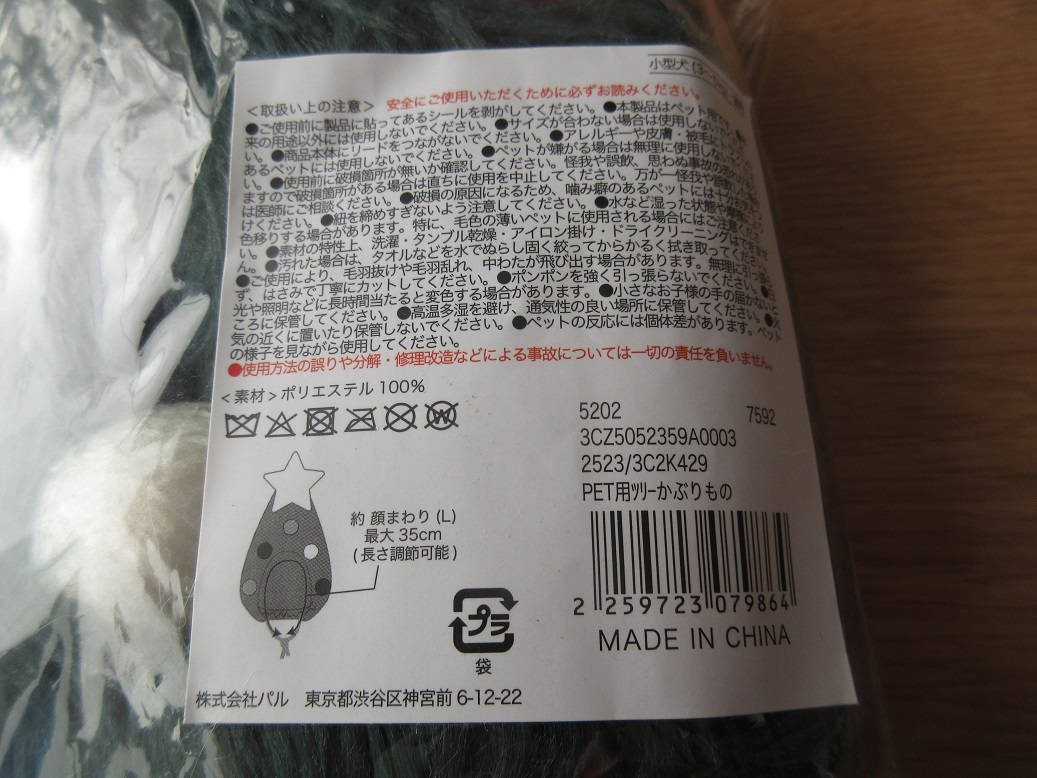 小型犬(3~
<取扱い上の注意> 安全にご使用いただくために必ずお読みください。
●ご使用前に製品に貼ってあるシールを剥がしてください。●本製品はペット用です。
来の用途以外には使用しないでください。●サイズが合わない場合は使用しないで
い。●商品本体にリードをつながないでください。●アレルギーや皮膚・被毛に
あるペットには使用しないでください。●ペットが嫌がる場合は無理に使用しない
い。●使用前に破損箇所が無いか確認してください。怪我や誤飲、思わぬ事故の
ますので破損箇所がある場合は直ちに使用を中止してください。万が一怪我や
は医師にご相談ください。●破損の原因になるため、噛み癖のあるペットには
けください。●紐を締めすぎないよう注意してください。●水など湿った状態や
色移りする場合があります。特に、毛色の薄いペットに使用される場合にはご注意くださ
い。●素材の特性上、洗濯・タンブル乾燥・アイロン掛け・ドライクリーニングはできませ
ん。●汚れた場合は、タオルなどを水でぬらし固く絞ってからかるく拭き取ってください。
●ご使用により、毛羽抜けや毛羽乱れ、中わたが飛び出す場合があります。無理に引っ張ら
ず、はさみで丁寧にカットしてください。●ポンポンを強く引っ張らないでください。●日
光や照明などに長時間当たると変色する場合があります。●小さなお子様の手の届かないと
ころに保管してください。●高温多湿を避け、通気性の良い場所に保管してください。●火
気の近くに置いたり保管しないでください。●ペットの反応には個体差があります。ペット
の様子を見ながら使用してください。
●使用方法の誤りや分解・修理改造などによる事故については一切の責任を負いません。
<素材>ポリエステル 100%
5202 7592
3CZ5052359A0003
2523/3C2K429
PET用ﾂﾘｰかぶりもの
約 顔まわり (L)
最大 35cm
(長さ調節可能)
2 259723 079864
MADE IN CHINA
プラ
袋
株式会社パル 東京都渋谷区神宮前 6-12-22